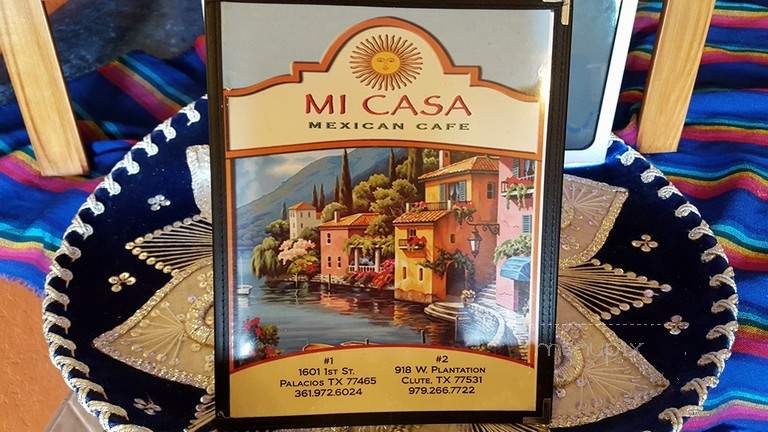 MI CASA
MEXICAN CAFE
#1
1601 1ST ST.
PALACIOS TX 77465
361.972.6024
#2
918 W. PLANTATION
CLUTE, TX 77531
979.266.7722